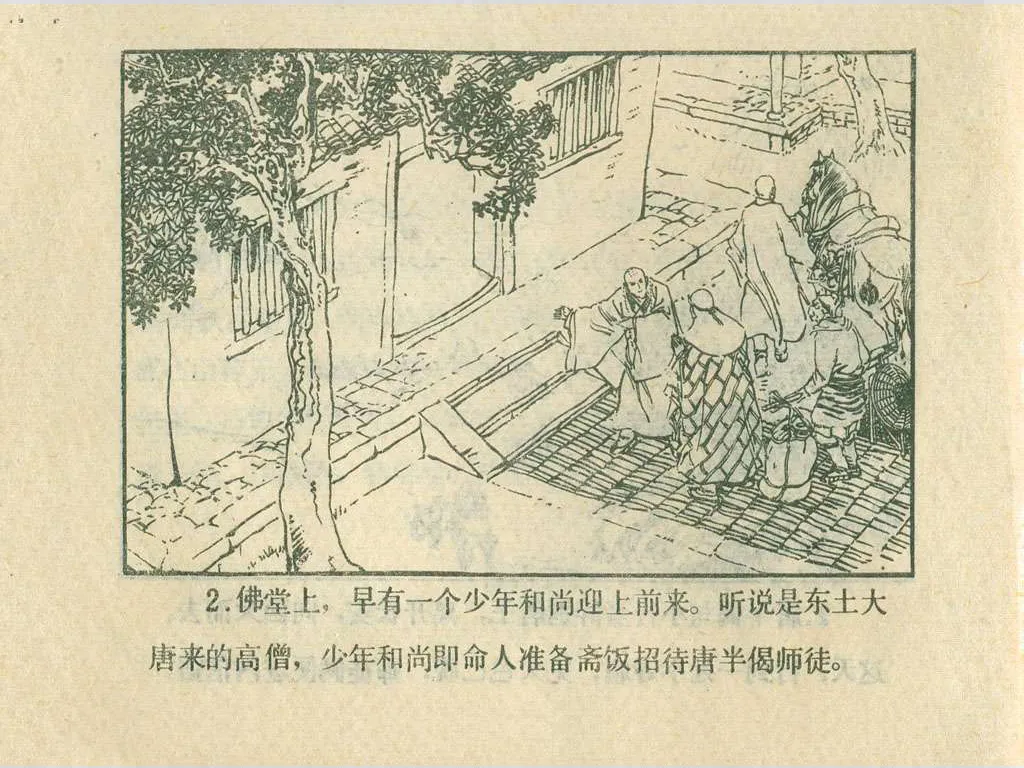 2.佛堂上，早有一个少年和尚迎上前来。听说是东土大
唐来的高僧，少年和尚即命人准备斋饭招待唐半偈师徒。